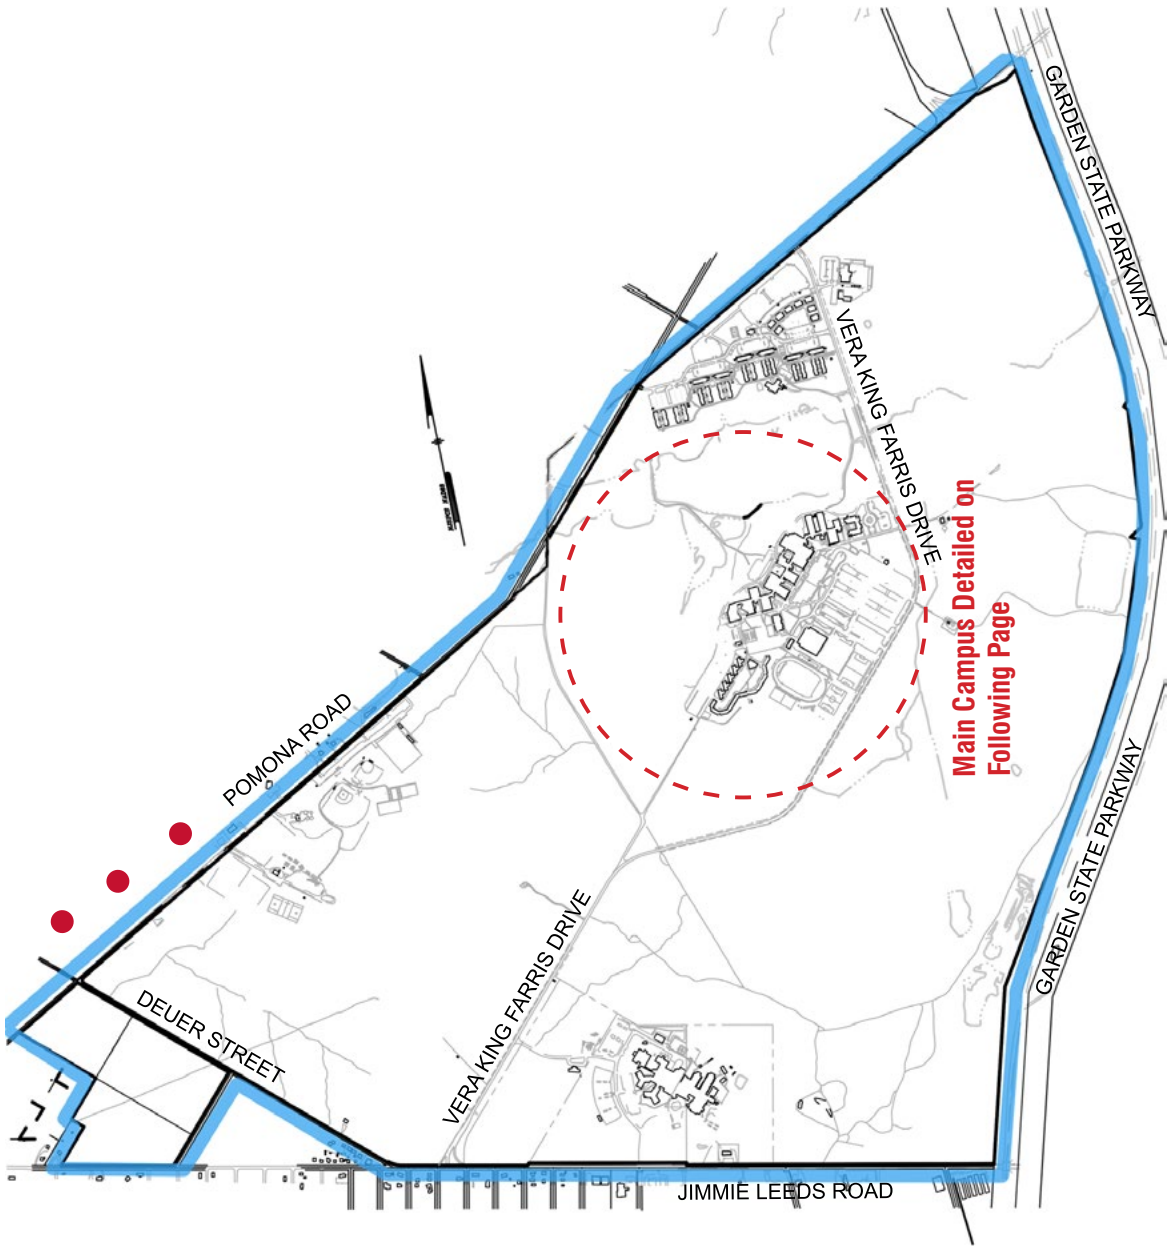 GARDEN STATE PARKWAY
VERA KING FARRIS DRIVE
Main Campus Detailed on
Following Page
POMONA ROAD
GARDEN STATE PARKWAY
VERA KING FARRIS DRIVE
DEUER STREET
JIMMIE LEEDS ROAD